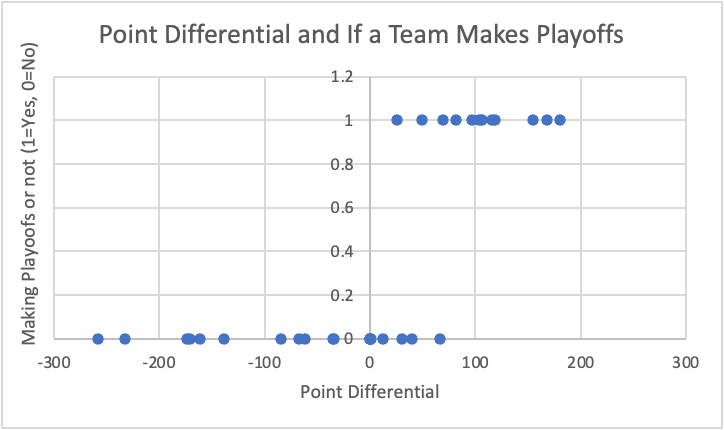 Point Differential and If a Team Makes Playoffs
Making Playoofs or not (1=Yes, 0=No)
1.2
1
0.8
0.6
0.4
0.2
0
-300 -200 -100 0 100 200 300
Point Differential